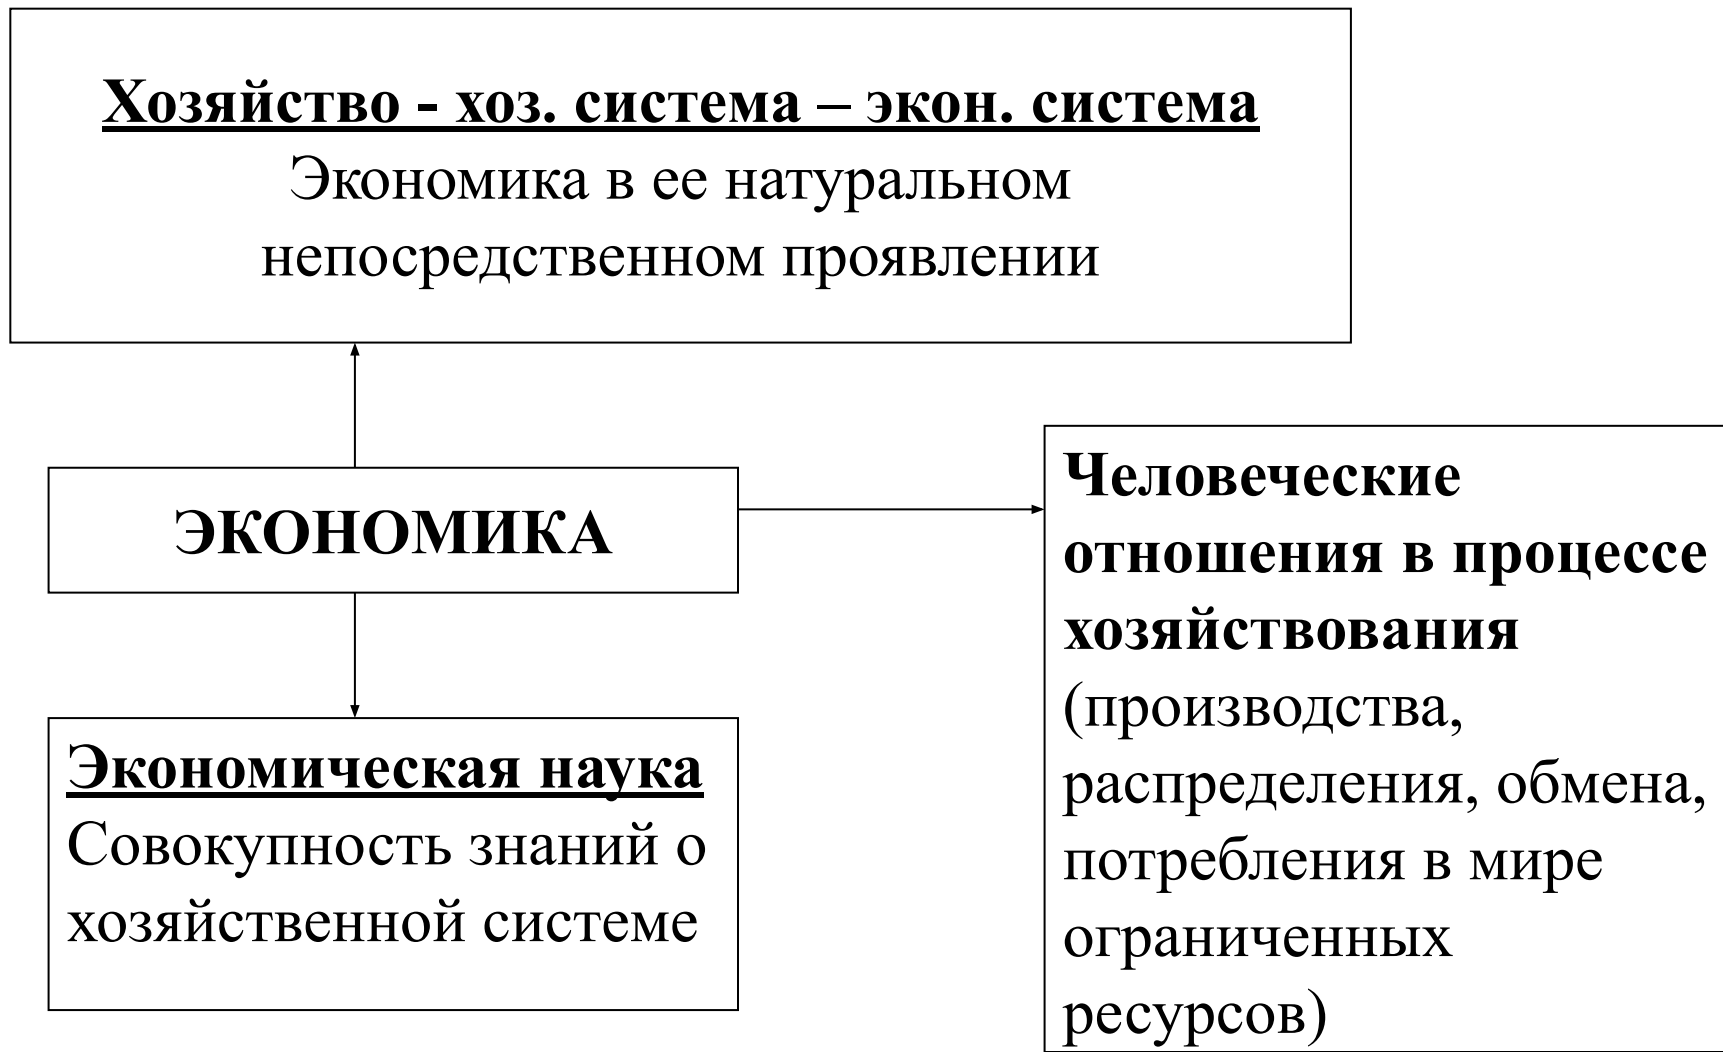 Хозяйство - хоз. система – экон. система
Экономика в ее натуральном
непосредственном проявлении
ЭКОНОМИКА
Человеческие
отношения в процессе
хозяйствования
(производства,
распределения, обмена,
потребления в мире
ограниченных
ресурсов)
Экономическая наука
Совокупность знаний о
хозяйственной системе